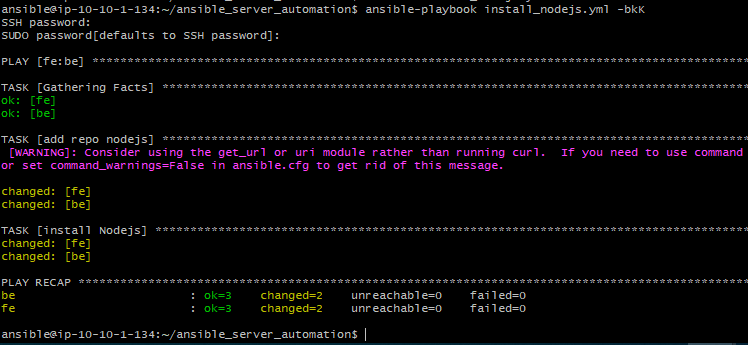 ansible@ip-10-10-1-134:~/ansible_server_automation$ ansible-playbook install_nodejs.yml -bkK
SSH password:
SUDO password[defaults to SSH password]:
PLAY [fe:be] *********************************************************************************************
TASK [Gathering Facts] ***********************************************************************************
ok: [fe]
ok: [be]
TASK [add repo nodejs] ***********************************************************************************
[WARNING]: Consider using the get_url or uri module rather than running curl.  If you need to use command
or set command_warnings=False in ansible.cfg to get rid of this message.
changed: [fe]
changed: [be]
TASK [install Nodejs] ************************************************************************************
changed: [fe]
changed: [be]
PLAY RECAP ***********************************************************************************************
be                         : ok=3    changed=2    unreachable=0    failed=0
fe                         : ok=3    changed=2    unreachable=0    failed=0
ansible@ip-10-10-1-134:~/ansible_server_automation$